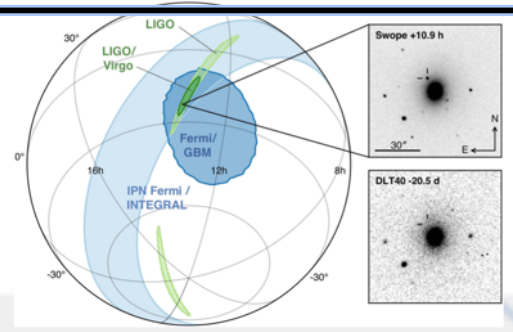 LIGO
30°
LIGO/
Virgo
Swope +10.9 h
30"
N
E
Fermi/
GBM
0°
16h
12h
8h
IPN Fermi /
INTEGRAL
DLT40 -20.5 d
-30°
-30°